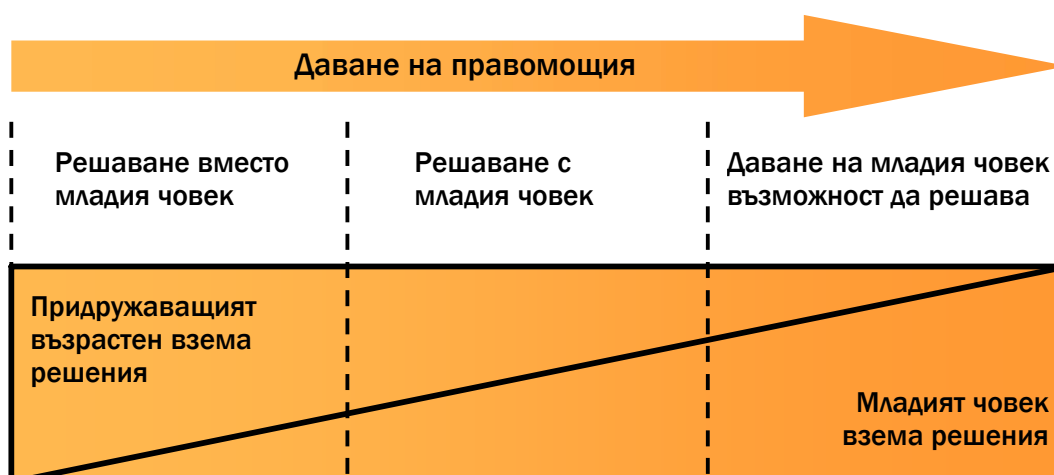 Даване на правомощия
Решаване вместо
младия човек
Решаване с
младия човек
Даване на младия човек
възможност да решава
Придружаващият
възрастен взема
решения
Младият човек
взема решения